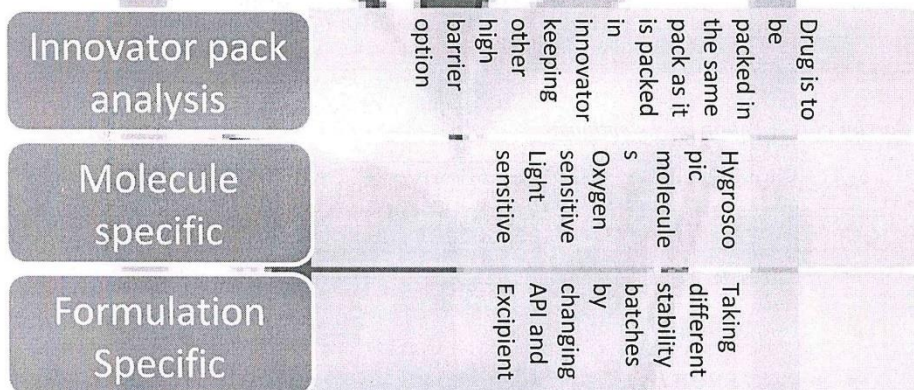 Innovator pack
analysis
Drug is to
be
packed in
the same
pack as it
is packed
in
innovator
keeping
other
high
barrier
option
Molecule
specific
Hygrosco
pic
molecule
s
Oxygen
sensitive
Light
sensitive
Formulation
Specific
Taking
different
stability
batches
by
changing
API and
Excipient